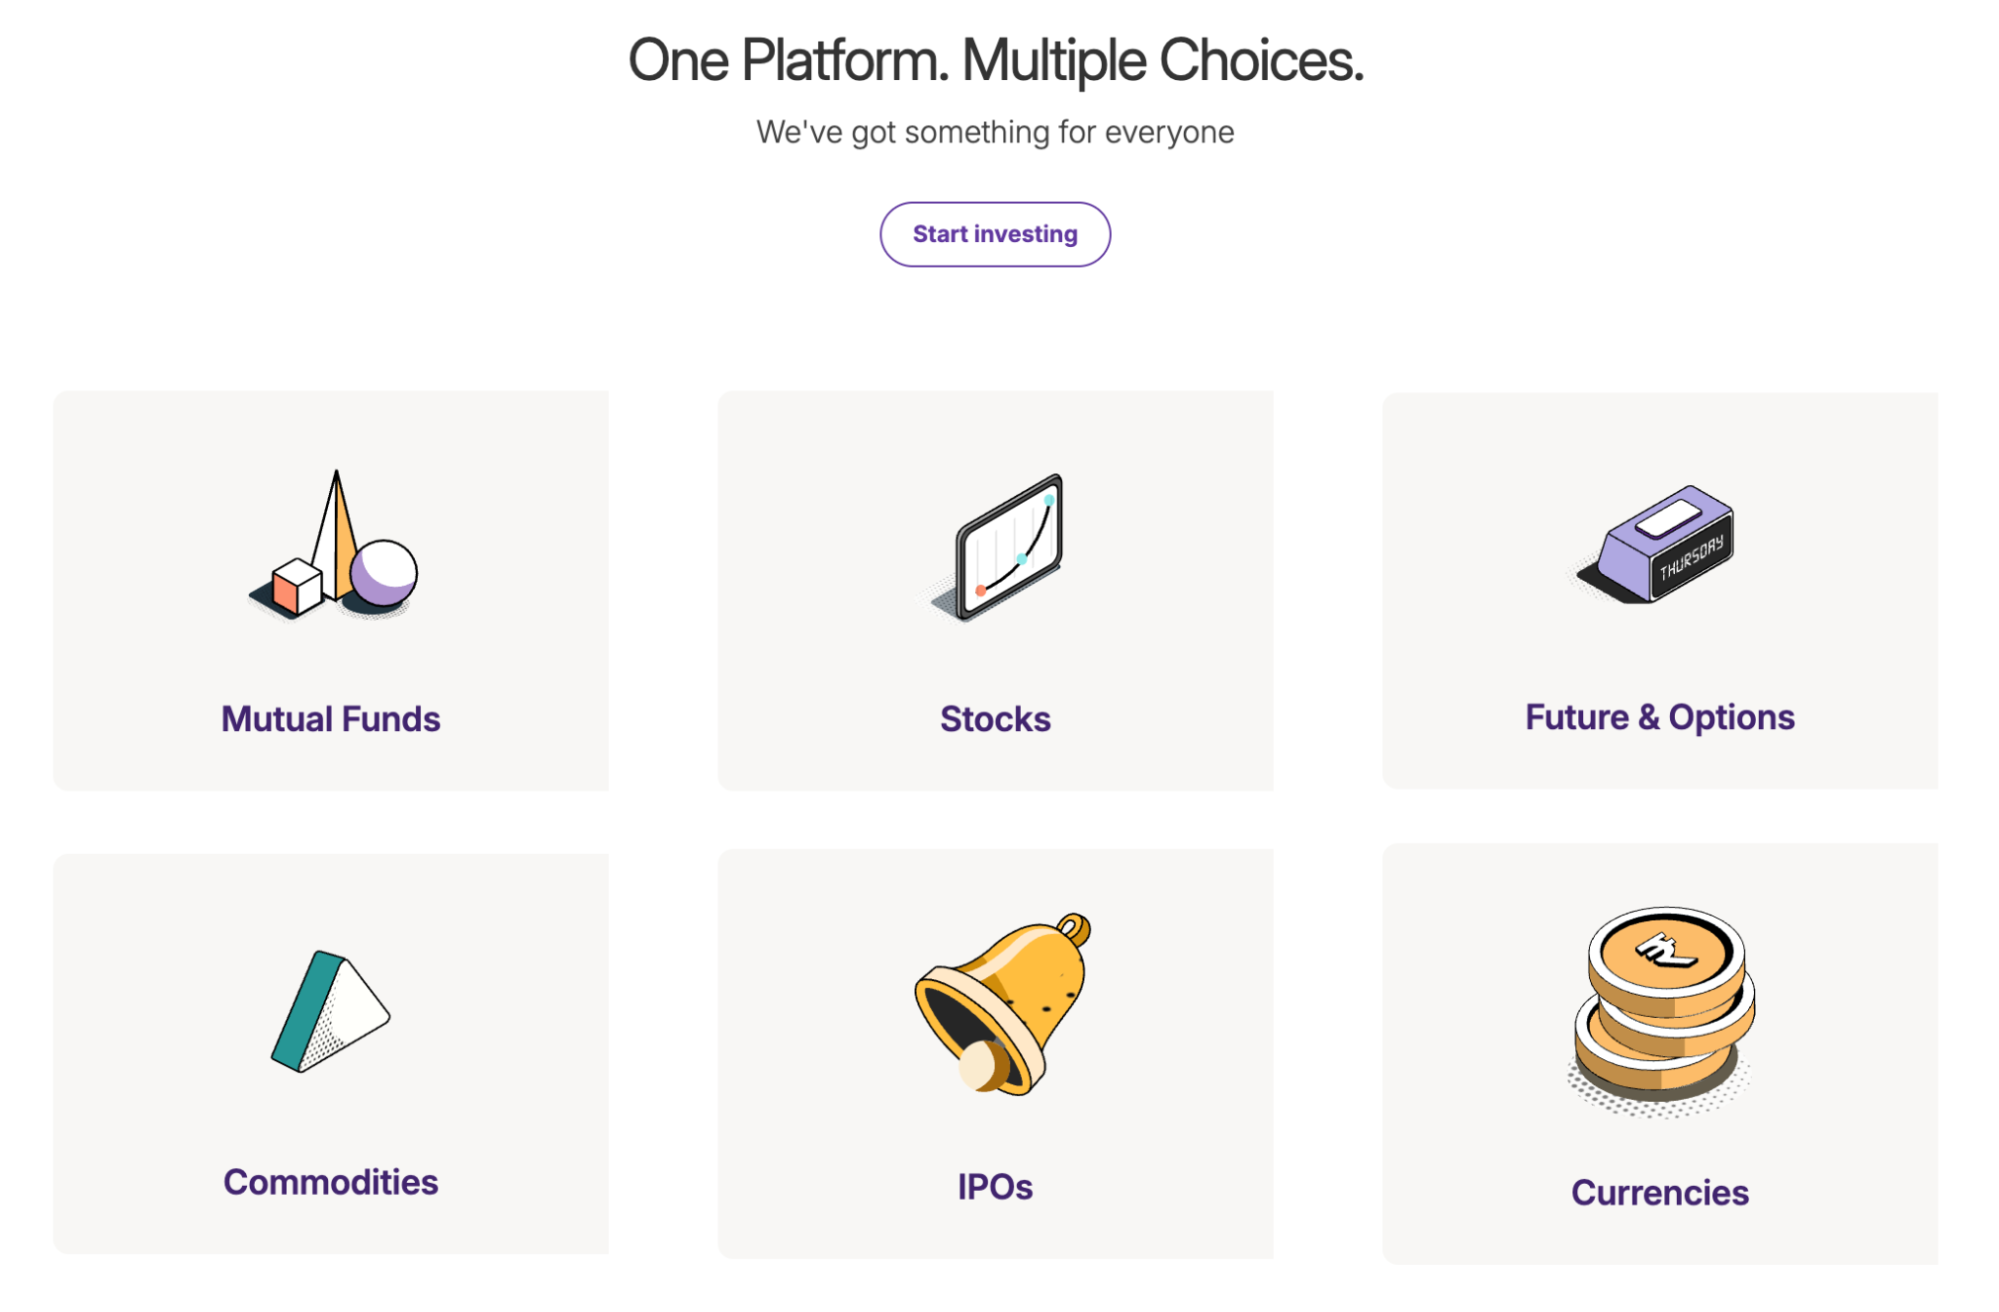 One Platform. Multiple Choices.
We've got something for everyone
Start investing
THURSDAY
Mutual Funds
Stocks
Future & Options
Commodities
IPOs
Currencies